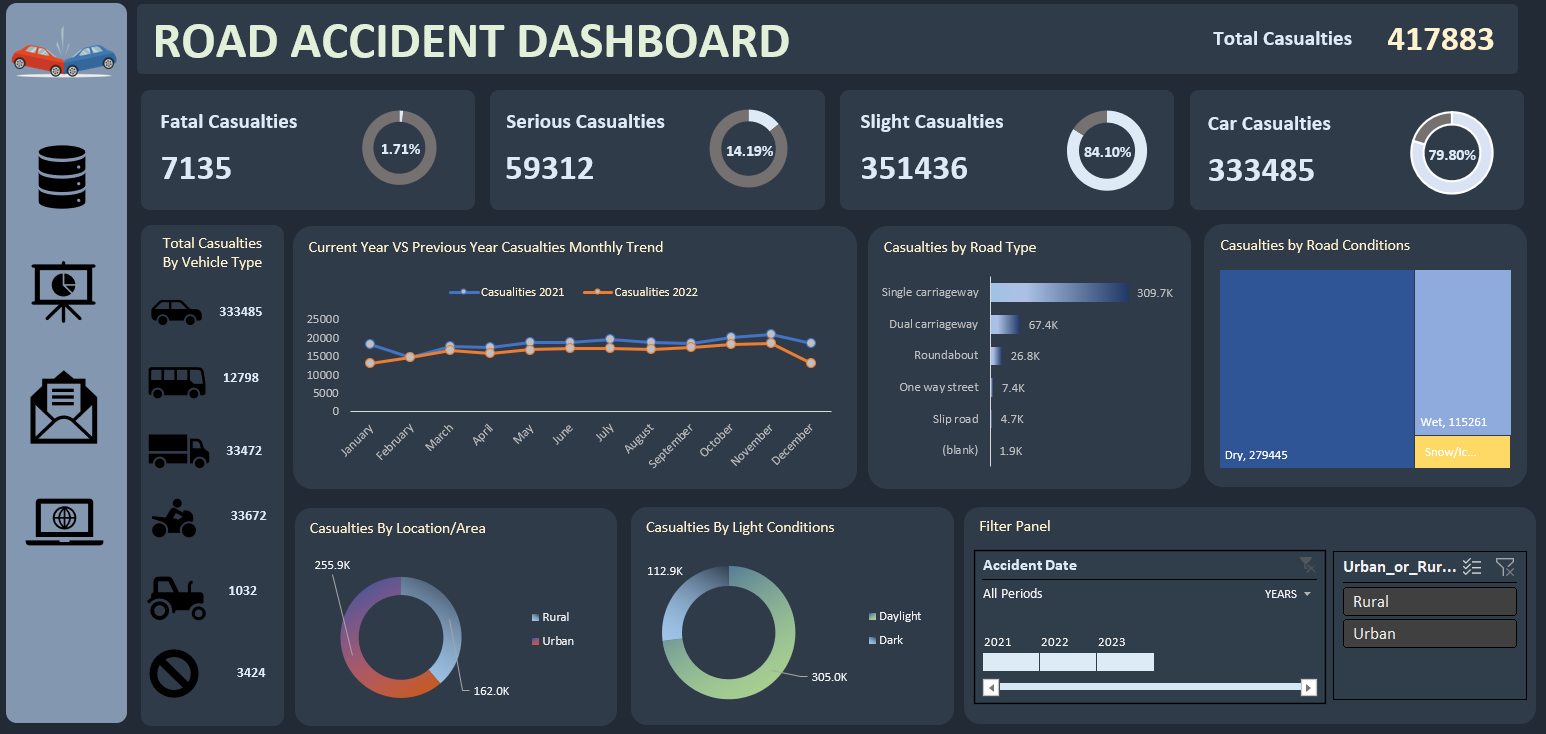 ROAD ACCIDENT DASHBOARD
Total Casualties
417883
Fatal Casualties
7135
1.71%
Serious Casualties
59312
14.19%
Slight Casualties
351436
84.10%
Car Casualties
333485
79.80%
Total Casualties
By Vehicle Type
333485
12798
33472
33672
1032
3424
Current Year VS Previous Year Casualties Monthly Trend
Casualities 2021
Casualities 2022
25000
20000
15000
10000
5000
0
January
February
March
April
May
June
July
August
September
October
November
December
Casualties by Road Type
Single carriageway
309.7K
Dual carriageway
67.4K
Roundabout
26.8K
One way street
7.4K
Slip road
4.7K
(blank)
1.9K
Casualties by Road Conditions
Dry, 279445
Wet, 115261
Snow/Ic...
Casualties By Location/Area
255.9K
162.0K
Rural
Urban
Casualties By Light Conditions
112.9K
305.0K
Daylight
Dark
Filter Panel
Accident Date
All Periods
YEARS
2021
2022
2023
Urban_or_Rur...
Rural
Urban